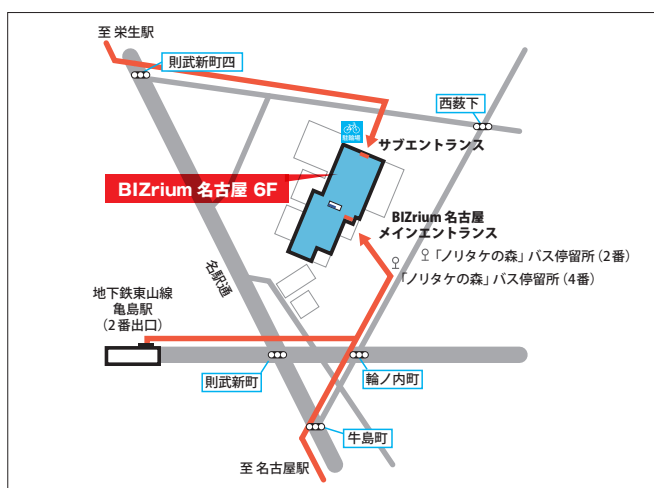 至 栄生駅
則武新町四
西薮下
駐輪場
サブエントランス
BIZrium 名古屋 6F
BIZrium 名古屋
メインエントランス
「ノリタケの森」バス停留所（2番）
「ノリタケの森」バス停留所（4番）
名駅通
地下鉄東山線
亀島駅
（2番出口）
則武新町
輪ノ内町
牛島町
至 名古屋駅